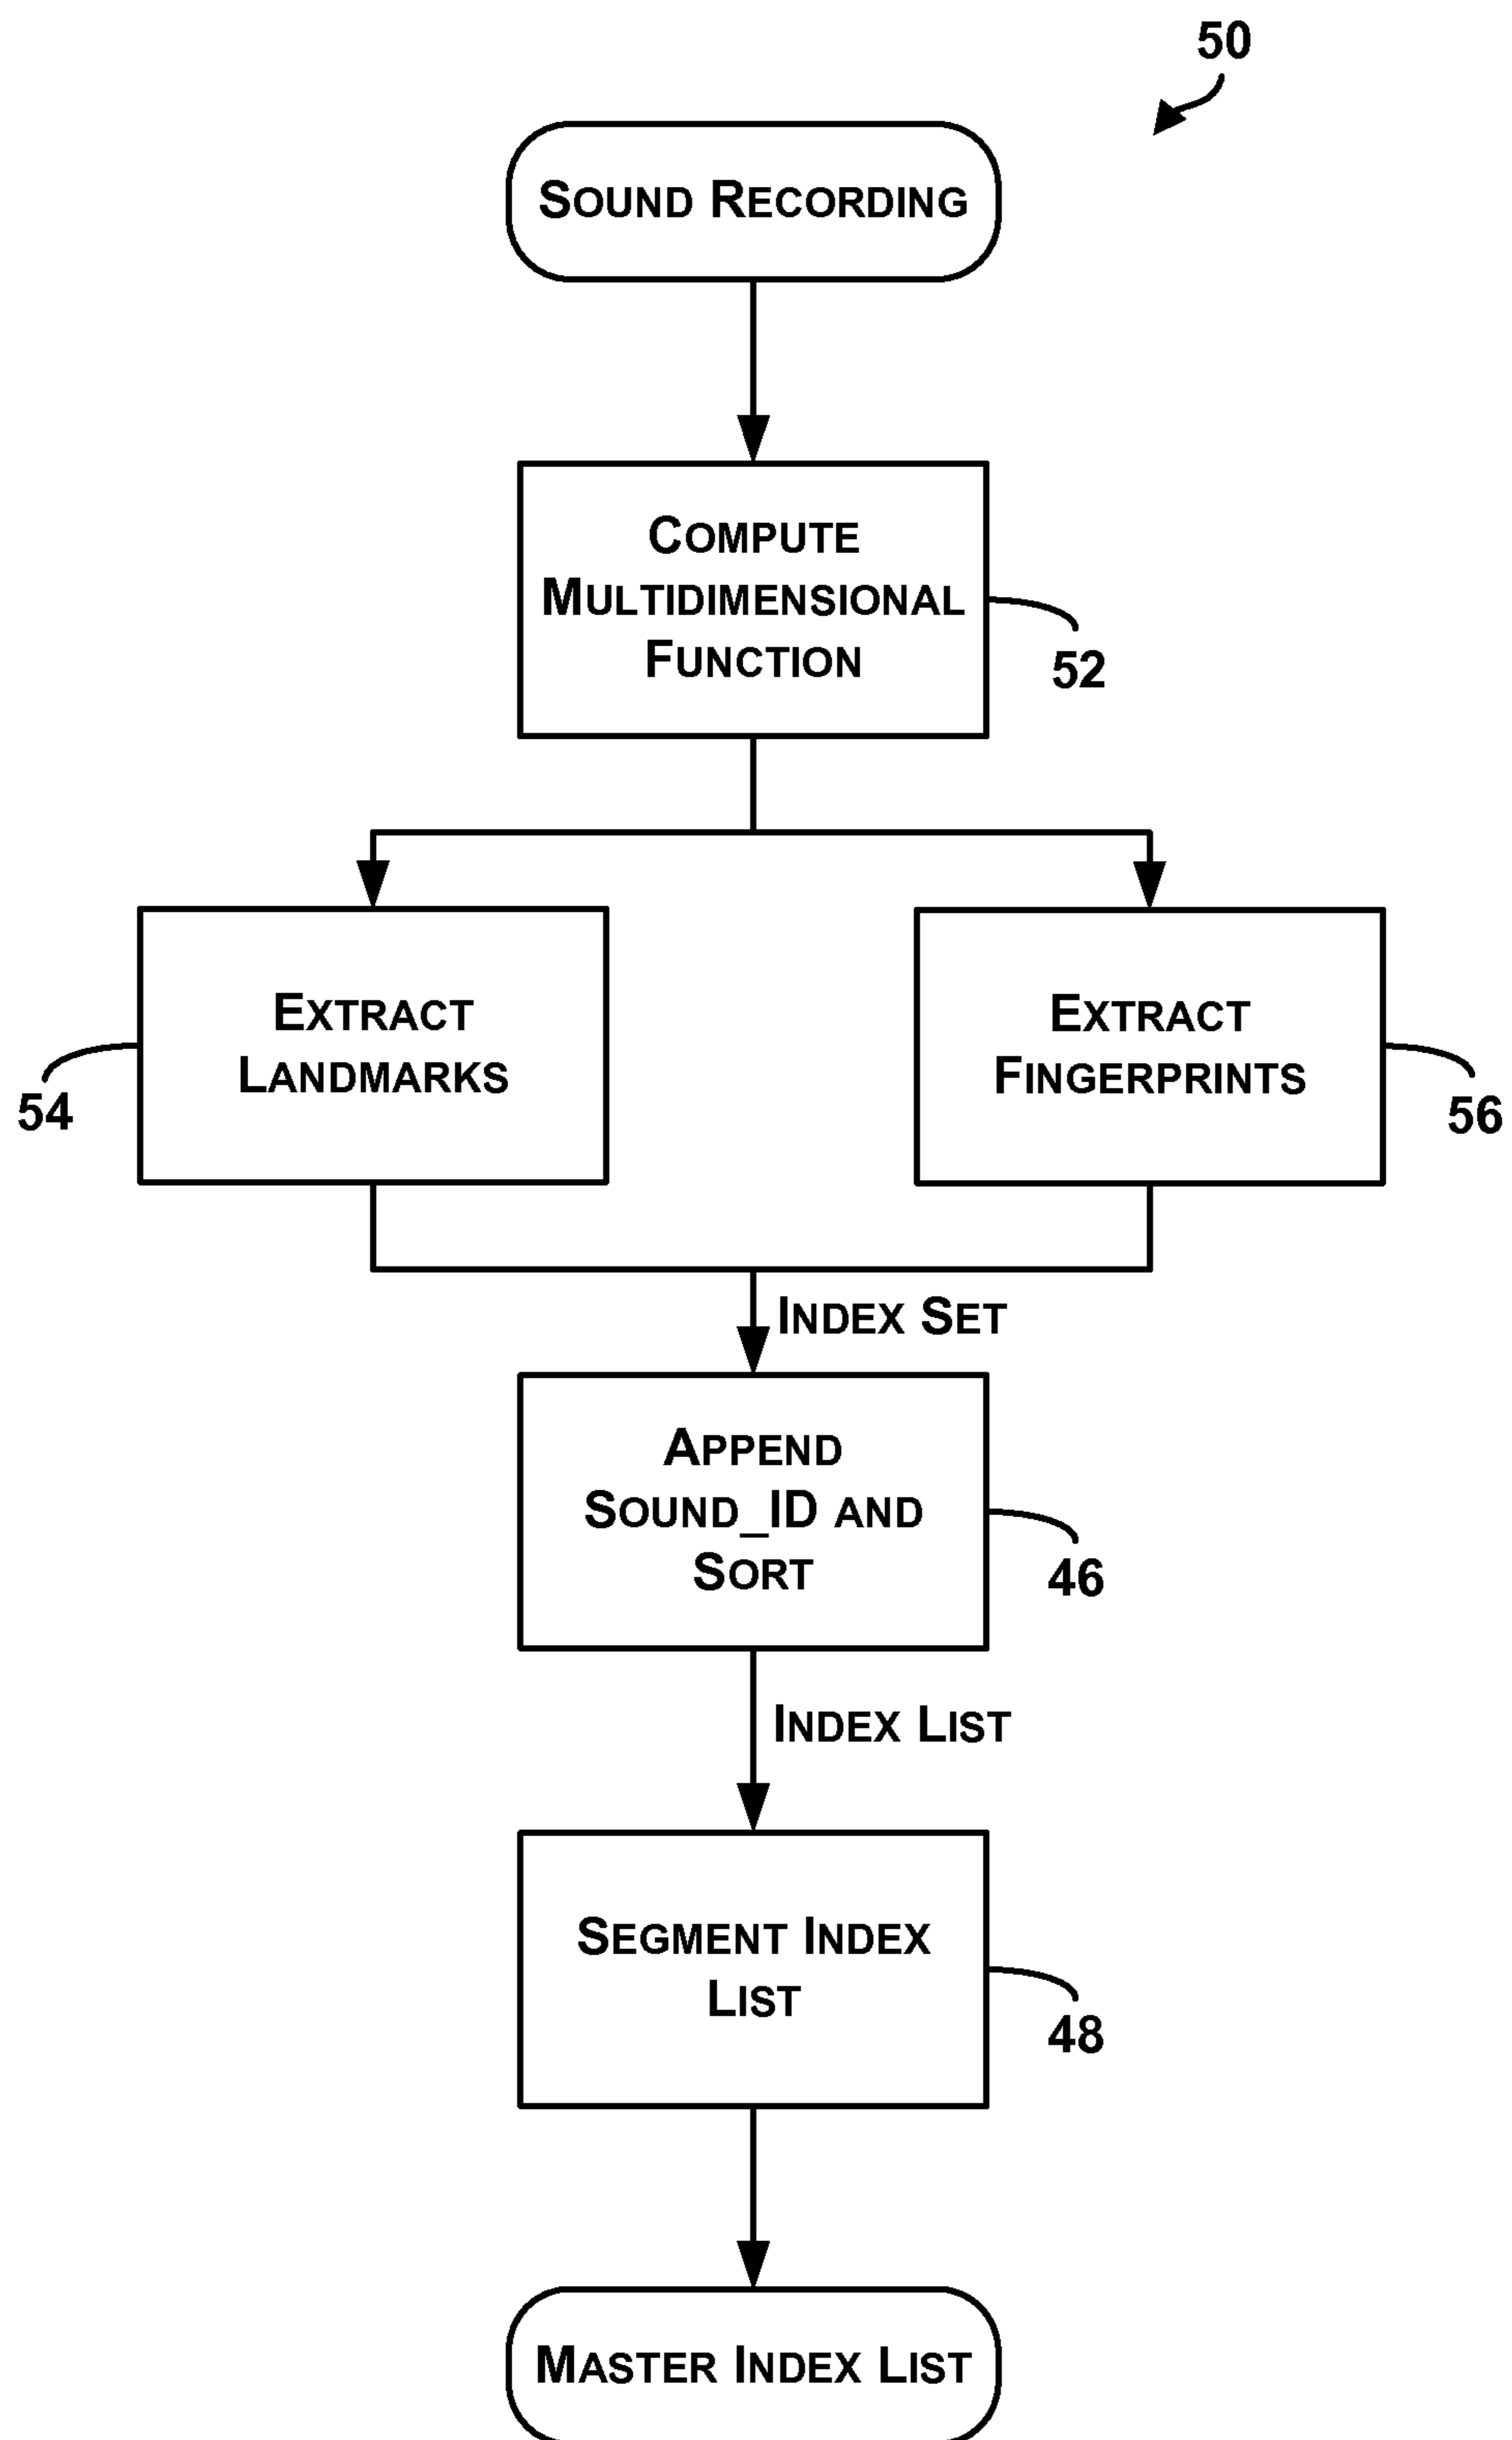 50
SOUND RECORDING
COMPUTE
MULTIDIMENSIONAL
FUNCTION
52
EXTRACT
LANDMARKS
54
EXTRACT
FINGERPRINTS
56
INDEX SET
APPEND
SOUND_ID AND
SORT
46
INDEX LIST
SEGMENT INDEX
LIST
48
MASTER INDEX LIST